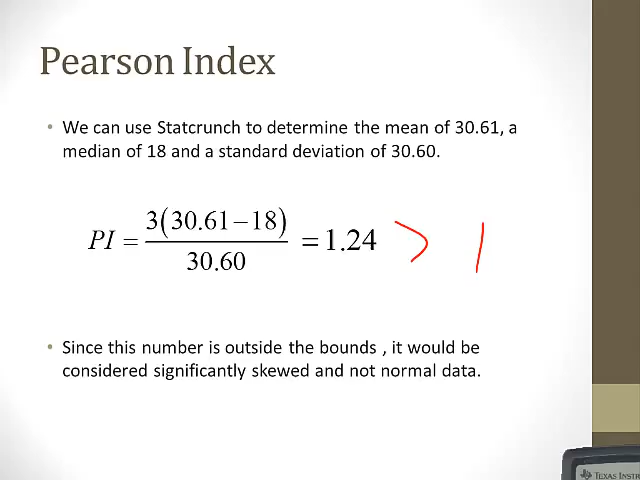 Pearson Index
• We can use Statcrunch to determine the mean of 30.61, a
median of 18 and a standard deviation of 30.60.
PI = 3(30.61−18) / 30.60 = 1.24 > 1
• Since this number is outside the bounds , it would be
considered significantly skewed and not normal data.
TEXAS INSTR